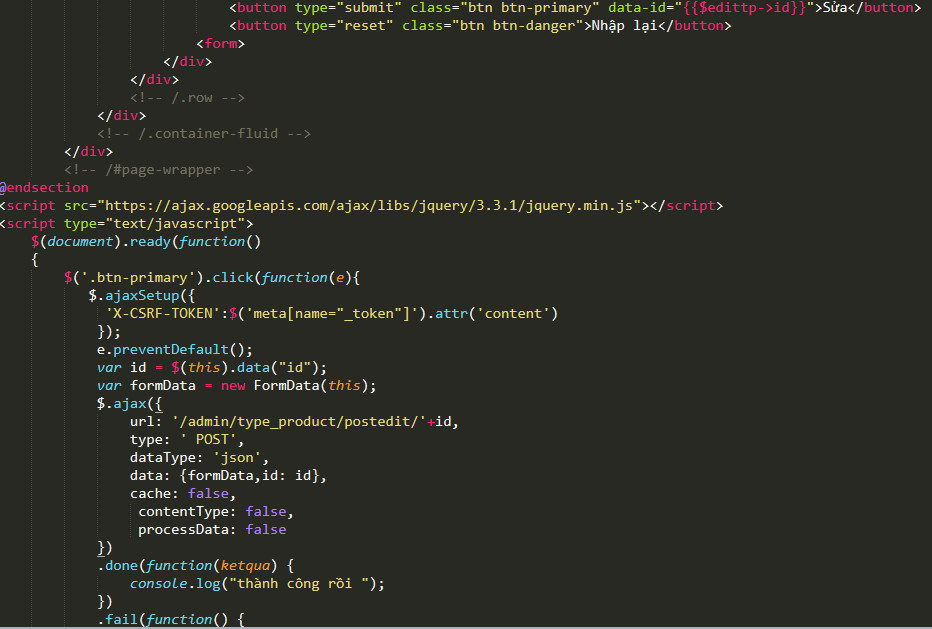 <button type="submit" class="btn btn-primary" data-id="{{$edittp->id}}">Sửa</button>
<button type="reset" class="btn btn-danger">Nhập lại</button>
<form>
</div>
</div>
<!-- /.row -->
</div>
<!-- /.container-fluid -->
</div>
<!-- /#page-wrapper -->
@endsection
<script src="https://ajax.googleapis.com/ajax/libs/jquery/3.3.1/jquery.min.js"></script>
<script type="text/javascript">
$(document).ready(function()
{
$('.btn-primary').click(function(e){
$.ajaxSetup({
'X-CSRF-TOKEN':$('meta[name="_token"]').attr('content')
});
e.preventDefault();
var id = $(this).data("id");
var formData = new FormData(this);
$.ajax({
url: '/admin/type_product/postedit/'+id,
type: ' POST',
dataType: 'json',
data: {formData,id: id},
cache: false,
contentType: false,
processData: false
})
.done(function(ketqua) {
console.log("thành công rồi ");
})
.fail(function() {